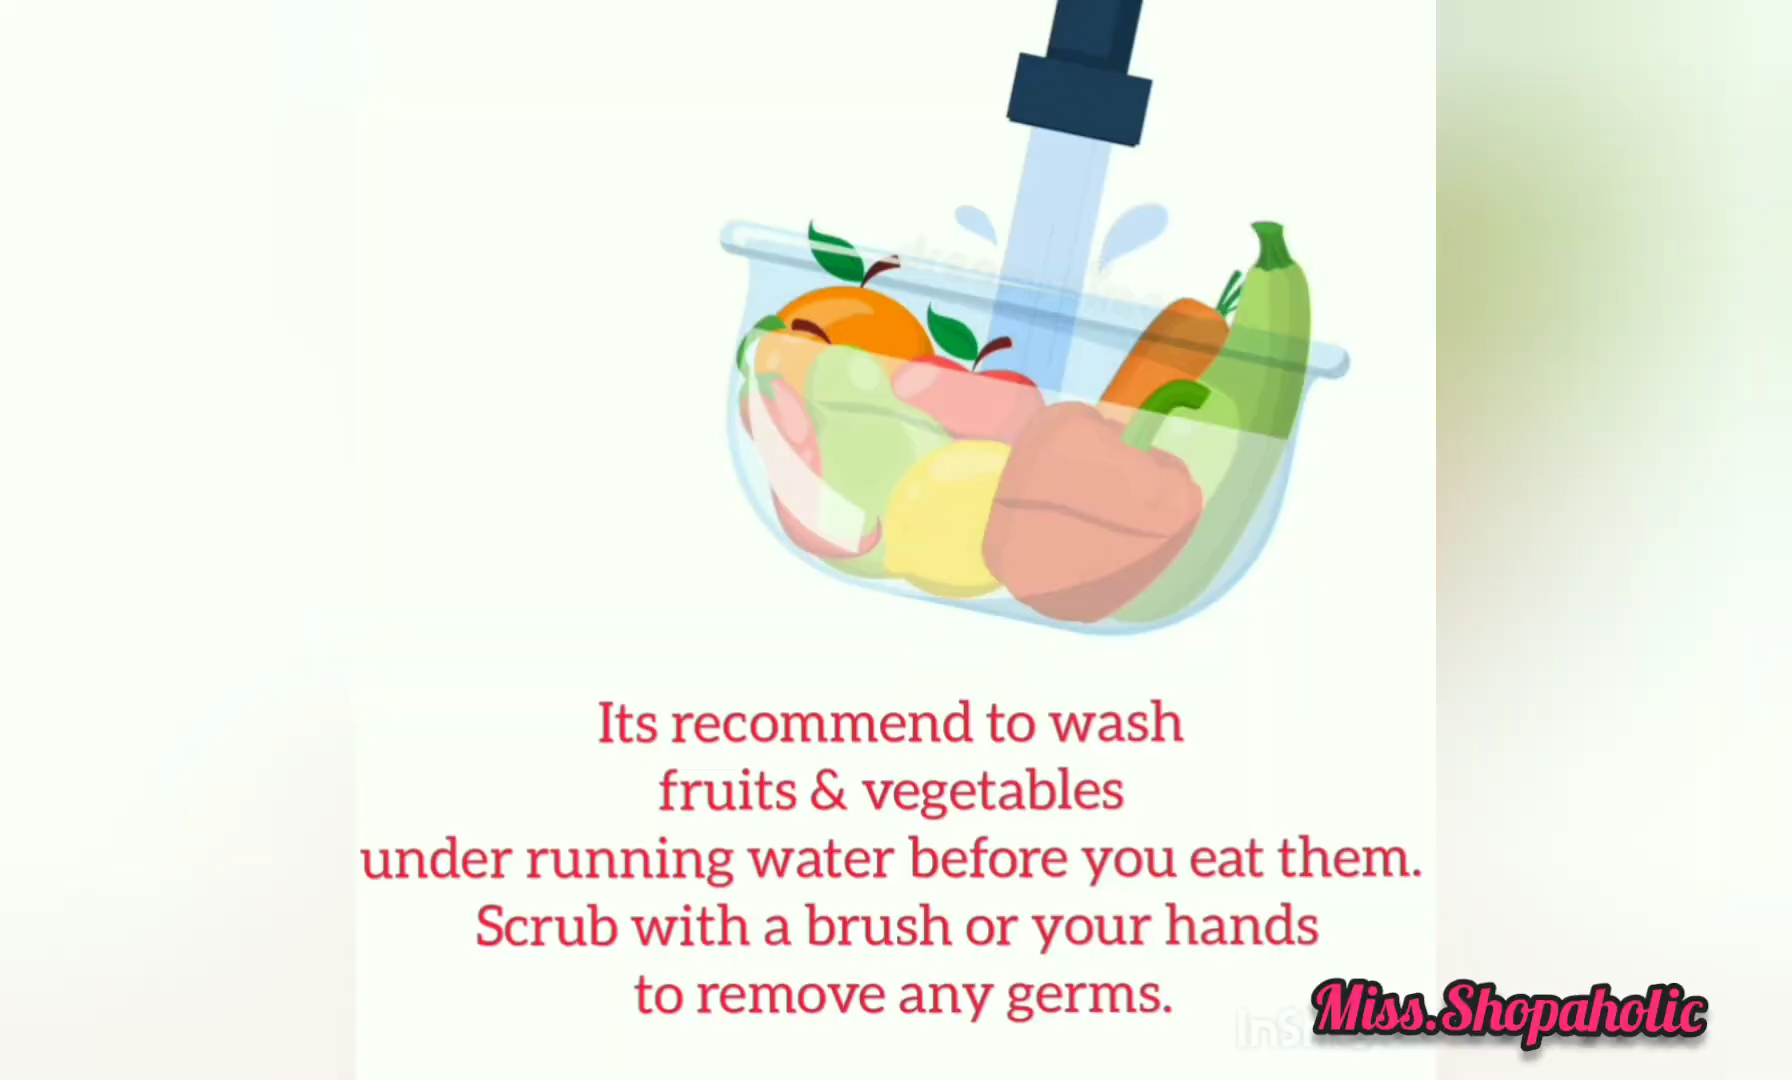 Its recommend to wash
fruits & vegetables
under running water before you eat them.
Scrub with a brush or your hands
to remove any germs.
Miss.Shopaholic